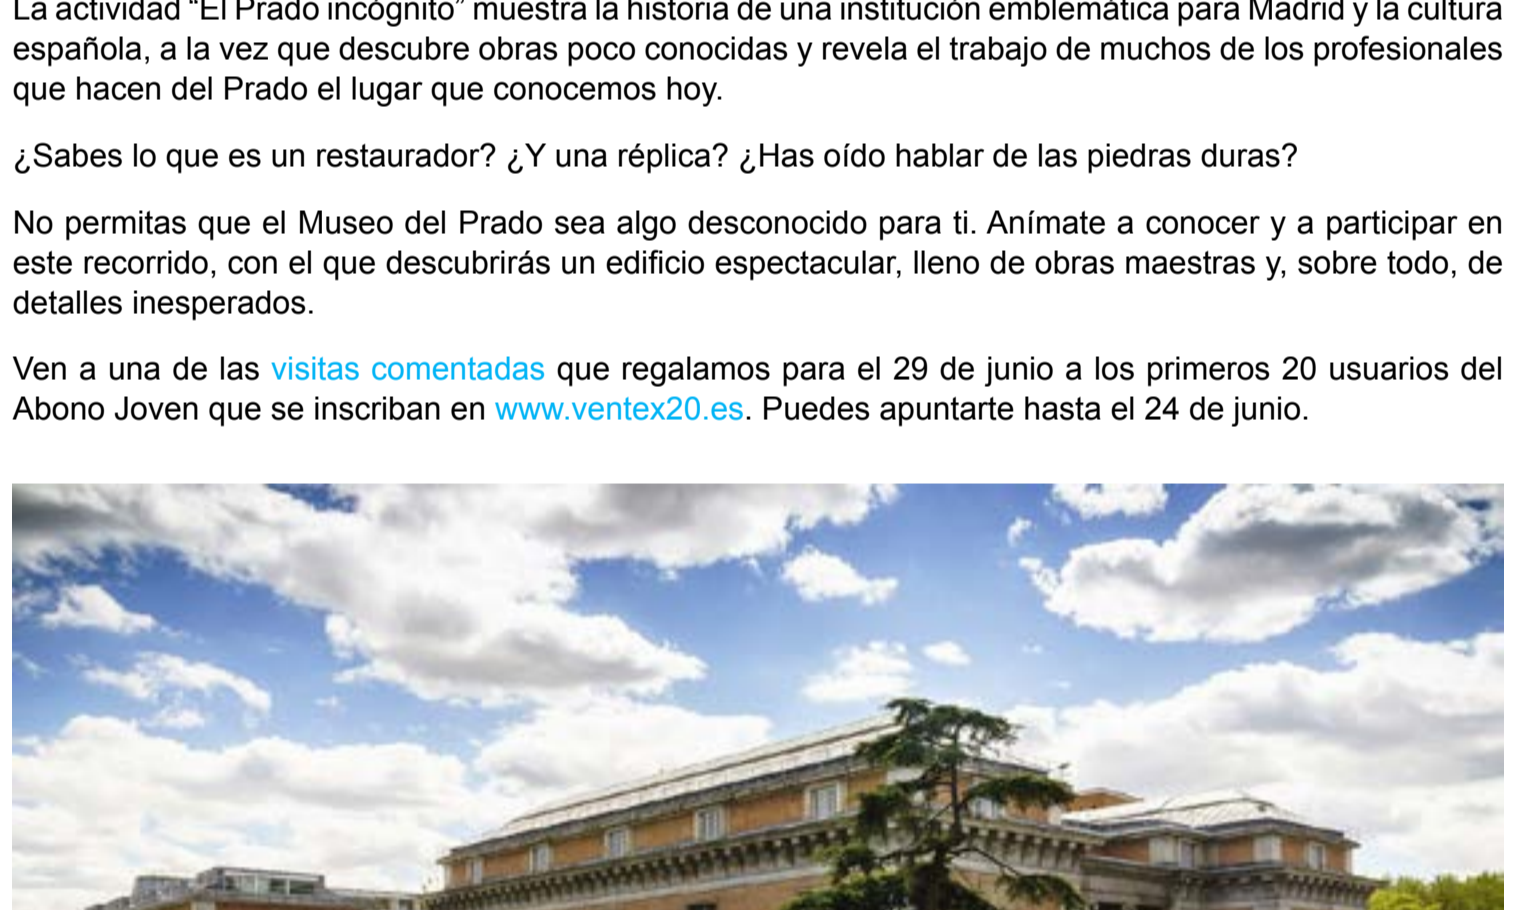 La actividad “El Prado incógnito” muestra la historia de una institución emblemática para Madrid y la cultura
española, a la vez que descubre obras poco conocidas y revela el trabajo de muchos de los profesionales
que hacen del Prado el lugar que conocemos hoy.
¿Sabes lo que es un restaurador? ¿Y una réplica? ¿Has oído hablar de las piedras duras?
No permitas que el Museo del Prado sea algo desconocido para ti. Anímate a conocer y a participar en
este recorrido, con el que descubrirás un edificio espectacular, lleno de obras maestras y, sobre todo, de
detalles inesperados.
Ven a una de las visitas comentadas que regalamos para el 29 de junio a los primeros 20 usuarios del
Abono Joven que se inscriban en www.ventex20.es. Puedes apuntarte hasta el 24 de junio.